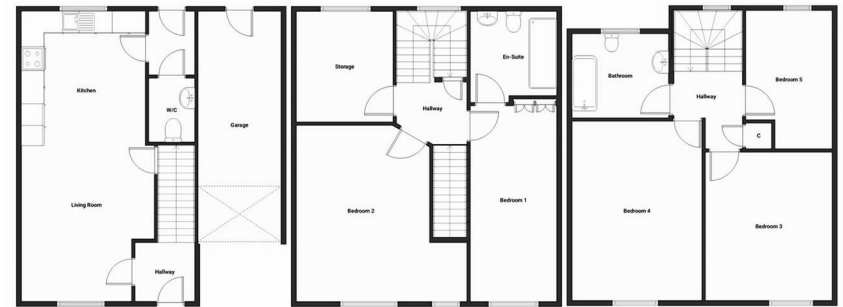 Kitchen
W/C
Garage
Living Room
Hallway
Storage
En-Suite
Hallway
Bedroom 2
Bedroom 1
Bathroom
Hallway
Bedroom 5
C
Bedroom 4
Bedroom 3